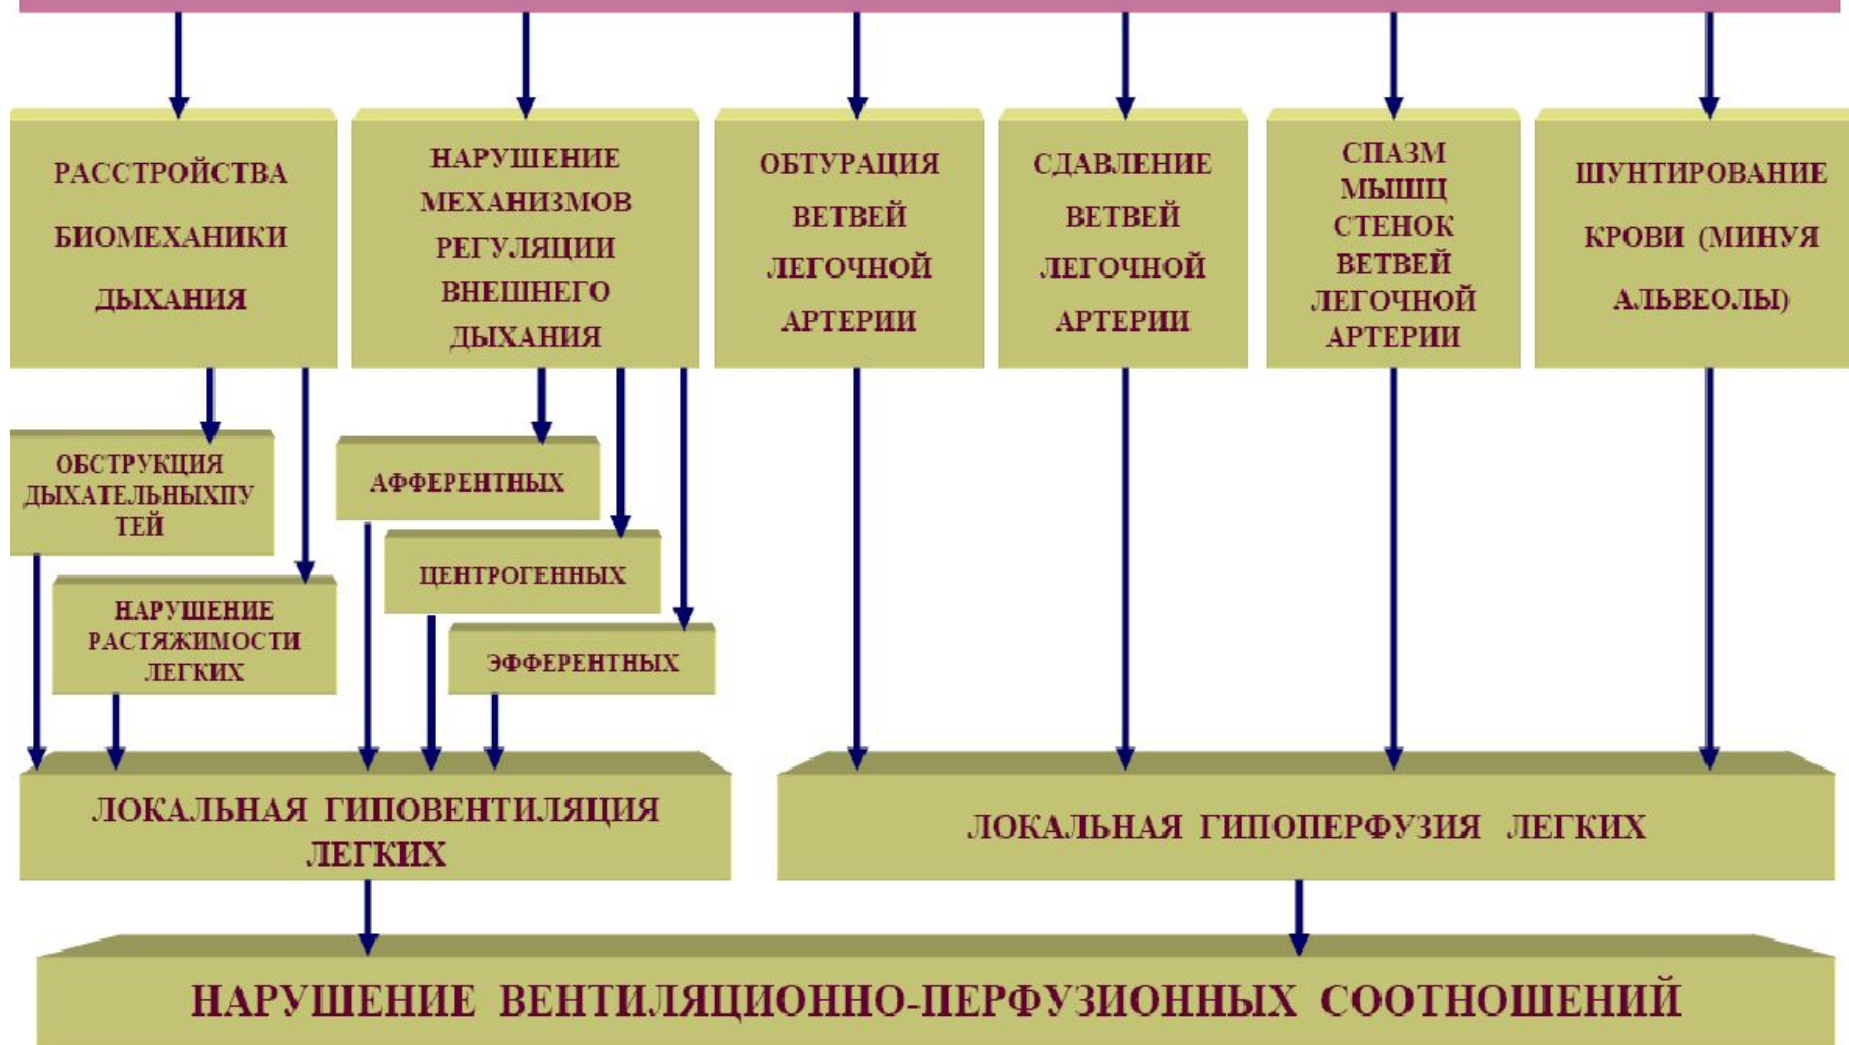 РАССТРОЙСТВА
БИОМЕХАНИКИ
ДЫХАНИЯ
НАРУШЕНИЕ
МЕХАНИЗМОВ
РЕГУЛЯЦИИ
ВНЕШНЕГО
ДЫХАНИЯ
ОБТУРАЦИЯ
ВЕТВЕЙ
ЛЕГОЧНОЙ
АРТЕРИИ
СДАВЛЕНИЕ
ВЕТВЕЙ
ЛЕГОЧНОЙ
АРТЕРИИ
СПАЗМ
МЫШЦ
СТЕНОК
ВЕТВЕЙ
ЛЕГОЧНОЙ
АРТЕРИИ
ШУНТИРОВАНИЕ
КРОВИ (МИНУЯ
АЛЬВЕОЛЫ)
ОБСТРУКЦИЯ
ДЫХАТЕЛЬНЫХПУ
ТЕЙ
НАРУШЕНИЕ
РАСТЯЖИМОСТИ
ЛЕГКИХ
АФФЕРЕНТНЫХ
ЦЕНТРОГЕННЫХ
ЭФФЕРЕНТНЫХ
ЛОКАЛЬНАЯ ГИПОВЕНТИЛЯЦИЯ
ЛЕГКИХ
ЛОКАЛЬНАЯ ГИПОПЕРФУЗИЯ ЛЕГКИХ
НАРУШЕНИЕ ВЕНТИЛЯЦИОННО-ПЕРФУЗИОННЫХ СООТНОШЕНИЙ